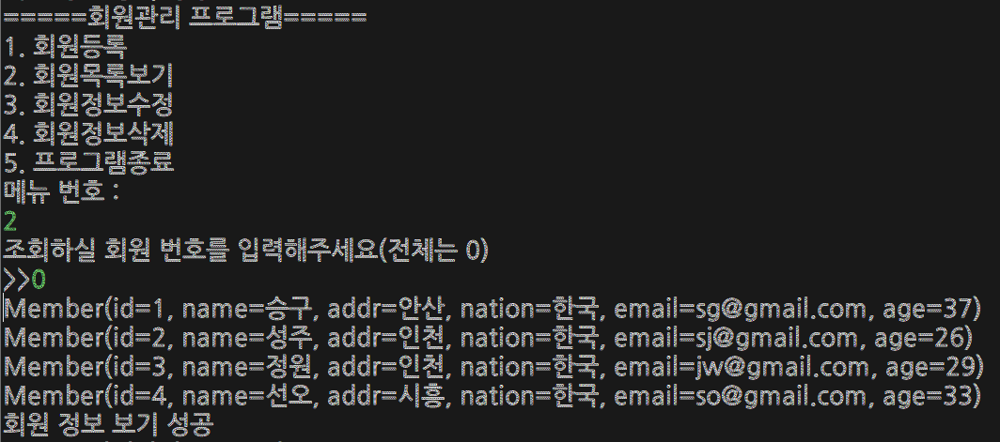 =====회원관리 프로그램=====
1. 회원등록
2. 회원목록보기
3. 회원정보수정
4. 회원정보삭제
5. 프로그램종료
메뉴 번호 :
2
조회하실 회원 번호를 입력해주세요(전체는 0)
>>0
Member(id=1, name=승구, addr=안산, nation=한국, email=sg@gmail.com, age=37)
Member(id=2, name=성주, addr=인천, nation=한국, email=sj@gmail.com, age=26)
Member(id=3, name=정원, addr=인천, nation=한국, email=jw@gmail.com, age=29)
Member(id=4, name=선오, addr=시흥, nation=한국, email=so@gmail.com, age=33)
회원 정보 보기 성공